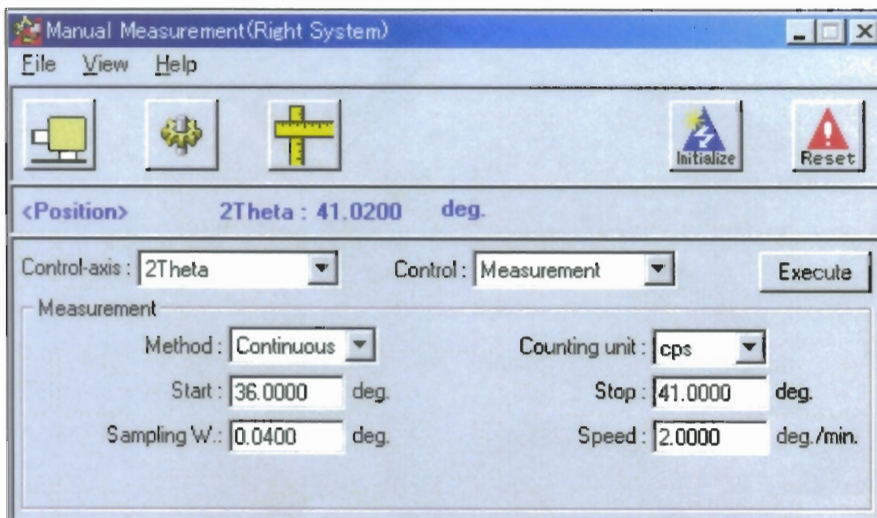 Manual Measurement(Right System)
File View Help
Initialize Reset
<Position> 2Theta : 41.0200 deg.
Control-axis : 2Theta Control : Measurement Execute
Measurement
Method : Continuous Counting unit : cps
Start : 36.0000 deg. Stop : 41.0000 deg.
Sampling W.: 0.0400 deg. Speed : 2.0000 deg./min.